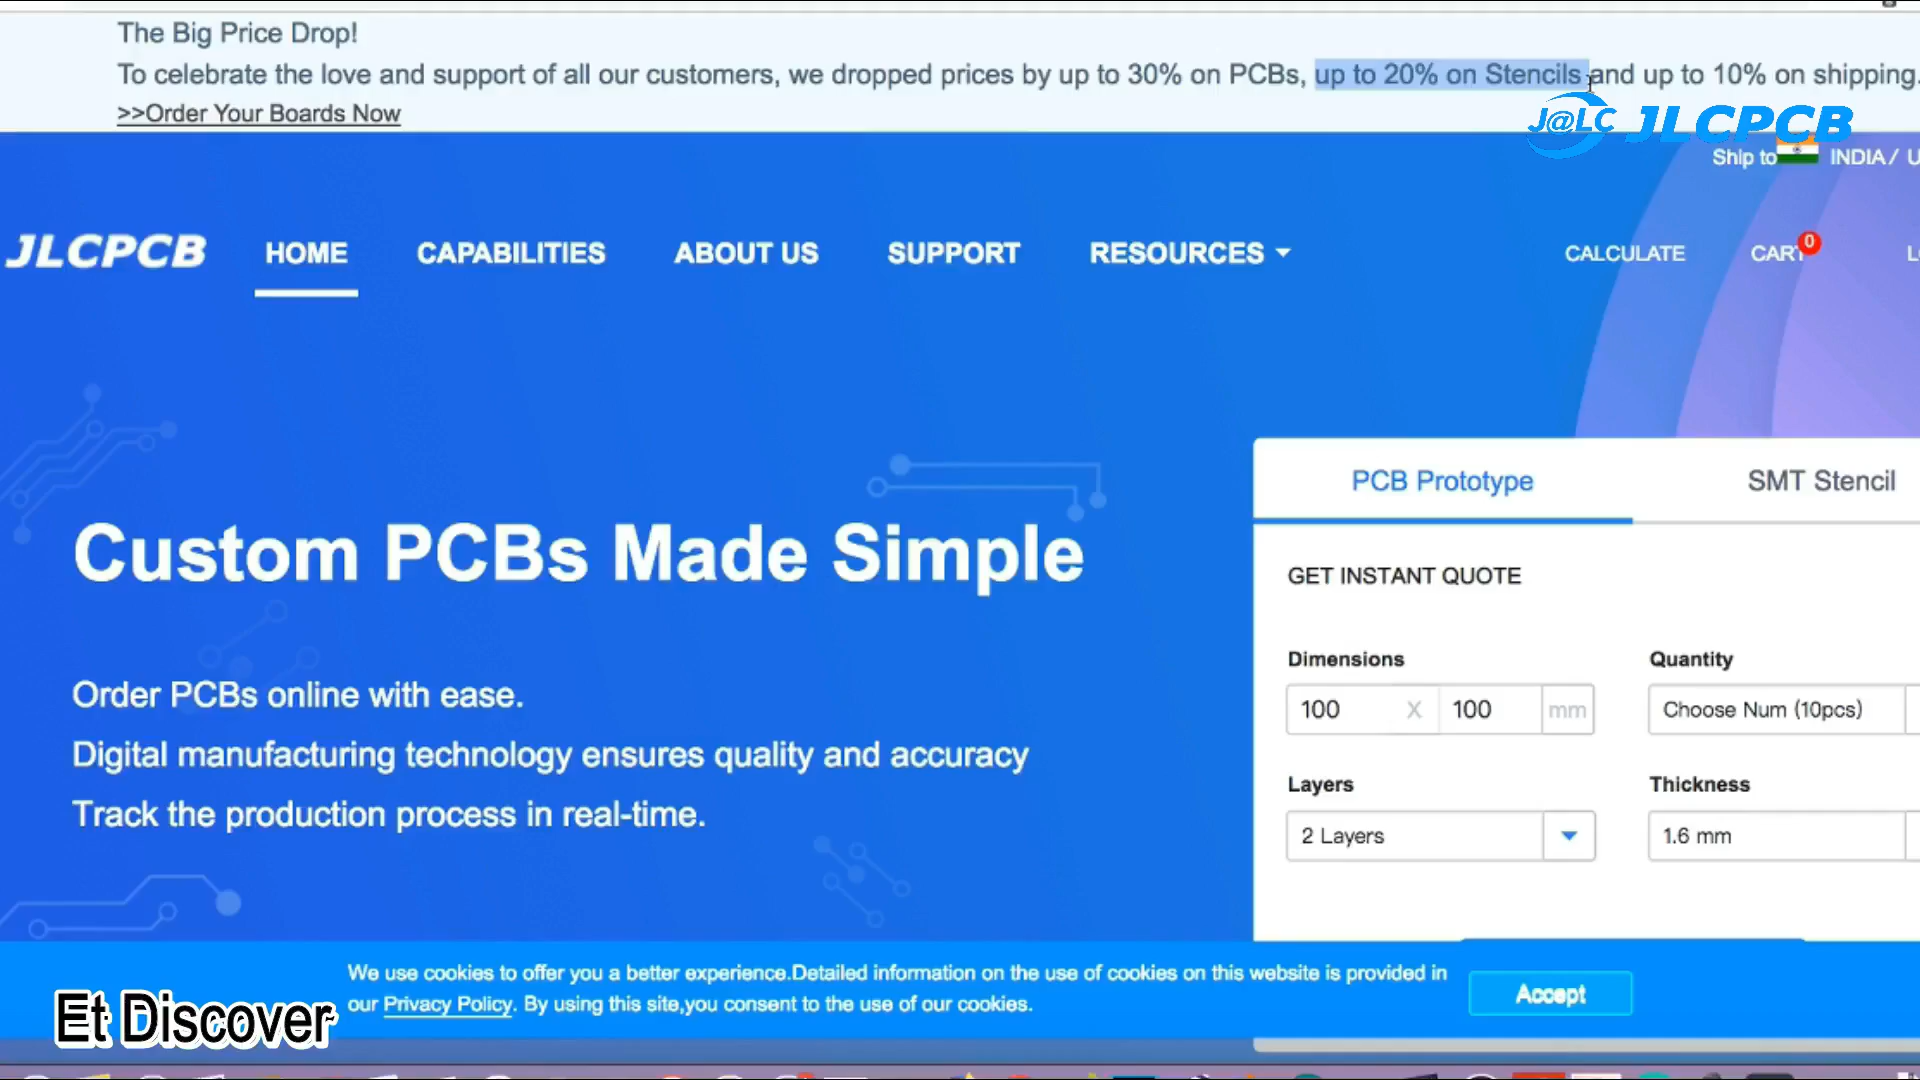 The Big Price Drop!
To celebrate the love and support of all our customers, we dropped prices by up to 30% on PCBs, up to 20% on Stencils and up to 10% on shipping.
>>Order Your Boards Now
J@LC JLCPCB
Ship to INDIA / U
JLCPCB HOME CAPABILITIES ABOUT US SUPPORT RESOURCES CALCULATE CART 0
PCB Prototype SMT Stencil
Custom PCBs Made Simple
GET INSTANT QUOTE
Dimensions Quantity
Order PCBs online with ease.
100 X 100 mm Choose Num (10pcs)
Digital manufacturing technology ensures quality and accuracy
Layers Thickness
Track the production process in real-time.
2 Layers 1.6 mm
We use cookies to offer you a better experience.Detailed information on the use of cookies on this website is provided in
our Privacy Policy. By using this site,you consent to the use of our cookies.
Accept
Et Discover